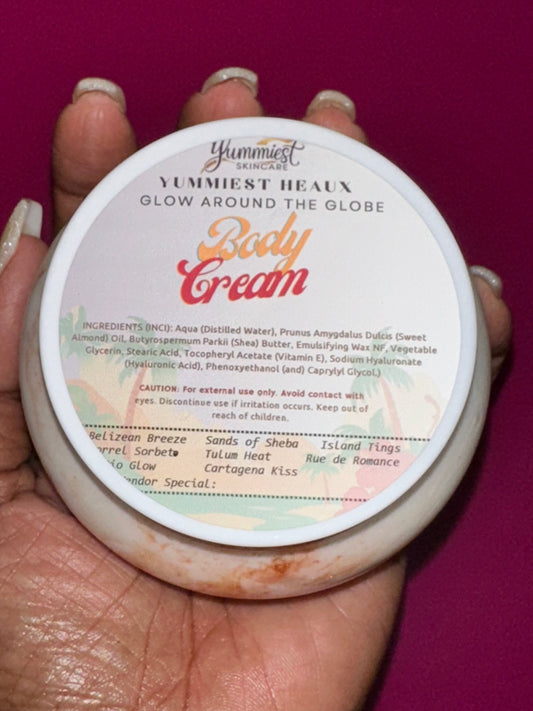 Yummiest
SKINCARE
YUMMIEST HEAUX
GLOW AROUND THE GLOBE
Body
Cream
INGREDIENTS (INCI): Aqua (Distilled Water), Prunus Amygdalus Dulcis (Sweet
Almond) Oil, Butyrospermum Parkii (Shea) Butter, Emulsifying Wax NF, Vegetable
Glycerin, Stearic Acid, Tocopheryl Acetate (Vitamin E), Sodium Hyaluronate
(Hyaluronic Acid), Phenoxyethanol (and) Caprylyl Glycol.)
CAUTION: For external use only. Avoid contact with
eyes. Discontinue use if irritation occurs. Keep out of
reach of children.
Belizean Breeze Sands of Sheba Island Tings
Sorbet Tulum Heat Rue de Romance
Glow Cartagena Kiss
Special: